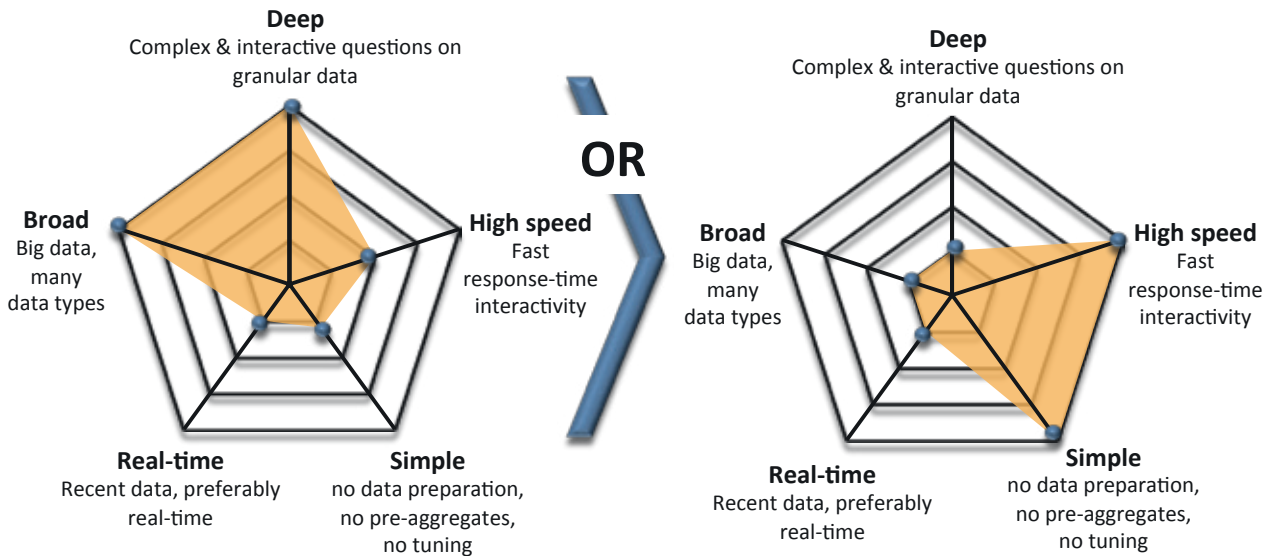 Deep
Complex & interactive questions on
granular data
Broad
Big data,
many
data types
High speed
Fast
response-time
interactivity
Real-time
Recent data, preferably
real-time
Simple
no data preparation,
no pre-aggregates,
no tuning
OR
Deep
Complex & interactive questions on
granular data
Broad
Big data,
many
data types
High speed
Fast
response-time
interactivity
Real-time
Recent data, preferably
real-time
Simple
no data preparation,
no pre-aggregates,
no tuning